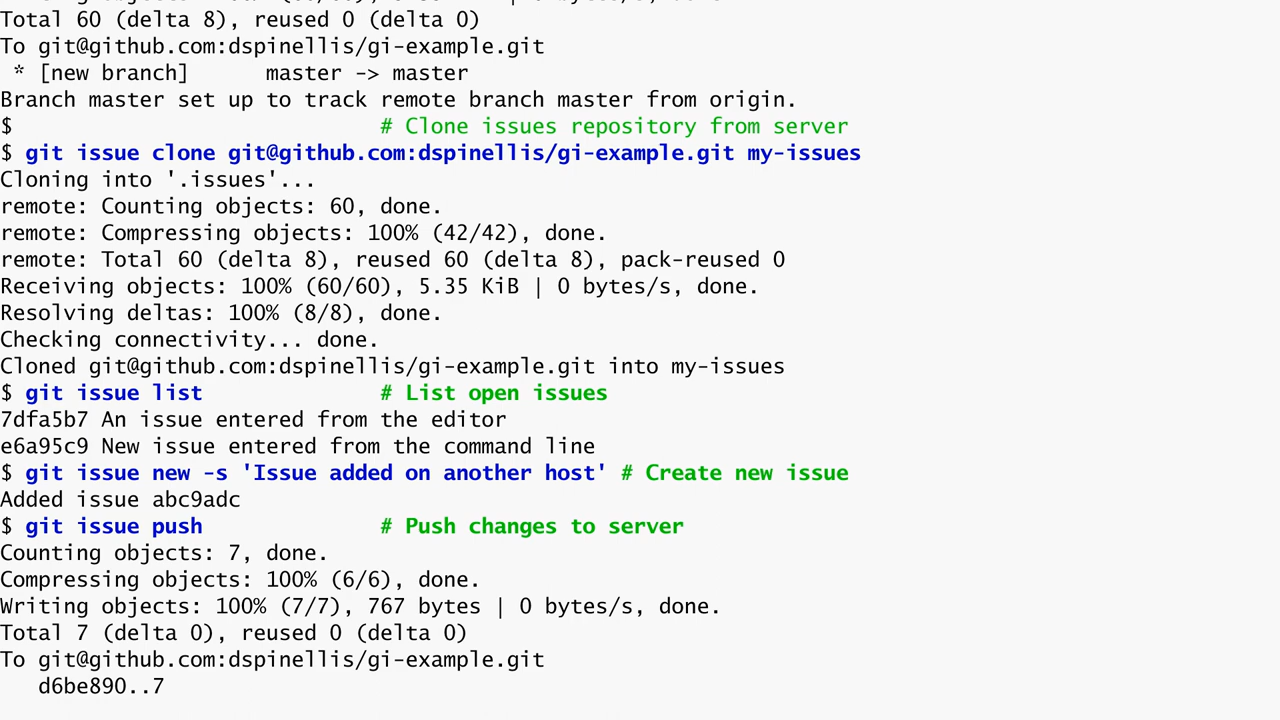 Total 60 (delta 8), reused 0 (delta 0)
To git@github.com:dspinellis/gi-example.git
 * [new branch]      master -> master
Branch master set up to track remote branch master from origin.
$                             # Clone issues repository from server
$ git issue clone git@github.com:dspinellis/gi-example.git my-issues
Cloning into '.issues'...
remote: Counting objects: 60, done.
remote: Compressing objects: 100% (42/42), done.
remote: Total 60 (delta 8), reused 60 (delta 8), pack-reused 0
Receiving objects: 100% (60/60), 5.35 KiB | 0 bytes/s, done.
Resolving deltas: 100% (8/8), done.
Checking connectivity... done.
Cloned git@github.com:dspinellis/gi-example.git into my-issues
$ git issue list              # List open issues
7dfa5b7 An issue entered from the editor
e6a95c9 New issue entered from the command line
$ git issue new -s 'Issue added on another host' # Create new issue
Added issue abc9adc
$ git issue push              # Push changes to server
Counting objects: 7, done.
Compressing objects: 100% (6/6), done.
Writing objects: 100% (7/7), 767 bytes | 0 bytes/s, done.
Total 7 (delta 0), reused 0 (delta 0)
To git@github.com:dspinellis/gi-example.git
   d6be890..7